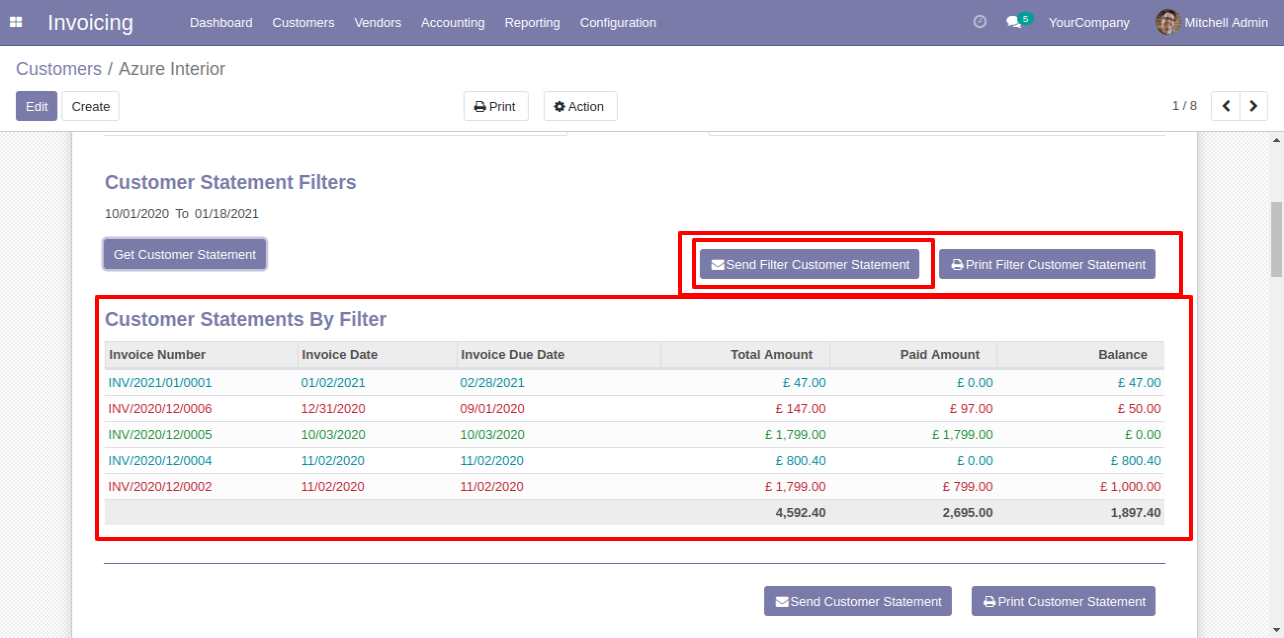 Invoicing Dashboard Customers Vendors Accounting Reporting Configuration 5 YourCompany Mitchell Admin
Customers / Azure Interior
Edit Create Print Action 1 / 8
Customer Statement Filters
10/01/2020 To 01/18/2021
Get Customer Statement
Send Filter Customer Statement Print Filter Customer Statement
Customer Statements By Filter
Invoice Number Invoice Date Invoice Due Date Total Amount Paid Amount Balance
INV/2021/01/0001 01/02/2021 02/28/2021 £ 47.00 £ 0.00 £ 47.00
INV/2020/12/0006 12/31/2020 09/01/2020 £ 147.00 £ 97.00 £ 50.00
INV/2020/12/0005 10/03/2020 10/03/2020 £ 1,799.00 £ 1,799.00 £ 0.00
INV/2020/12/0004 11/02/2020 11/02/2020 £ 800.40 £ 0.00 £ 800.40
INV/2020/12/0002 11/02/2020 11/02/2020 £ 1,799.00 £ 799.00 £ 1,000.00
4,592.40 2,695.00 1,897.40
Send Customer Statement Print Customer Statement